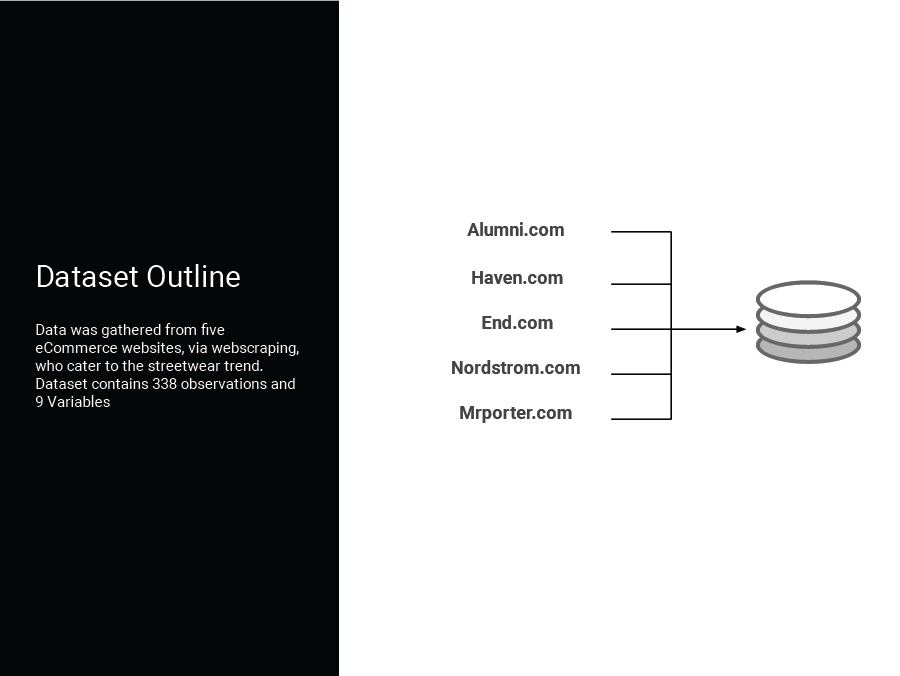 Dataset Outline
Data was gathered from five
eCommerce websites, via webscraping,
who cater to the streetwear trend.
Dataset contains 338 observations and
9 Variables
Alumni.com
Haven.com
End.com
Nordstrom.com
Mrporter.com